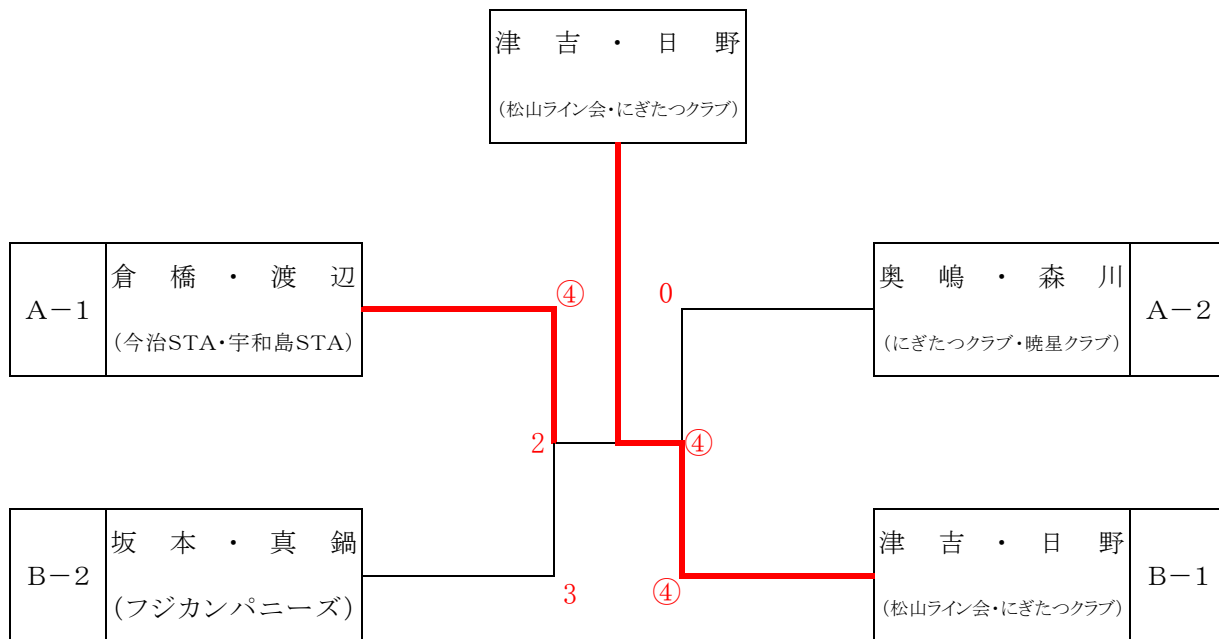 津吉・日野
(松山ライン会・にぎたつクラブ)
A-1
倉橋・渡辺
(今治STA・宇和島STA)
④
0
奥嶋・森川
(にぎたつクラブ・暁星クラブ)
A-2
2
④
B-2
坂本・真鍋
(フジカンパニーズ)
3
④
津吉・日野
(松山ライン会・にぎたつクラブ)
B-1